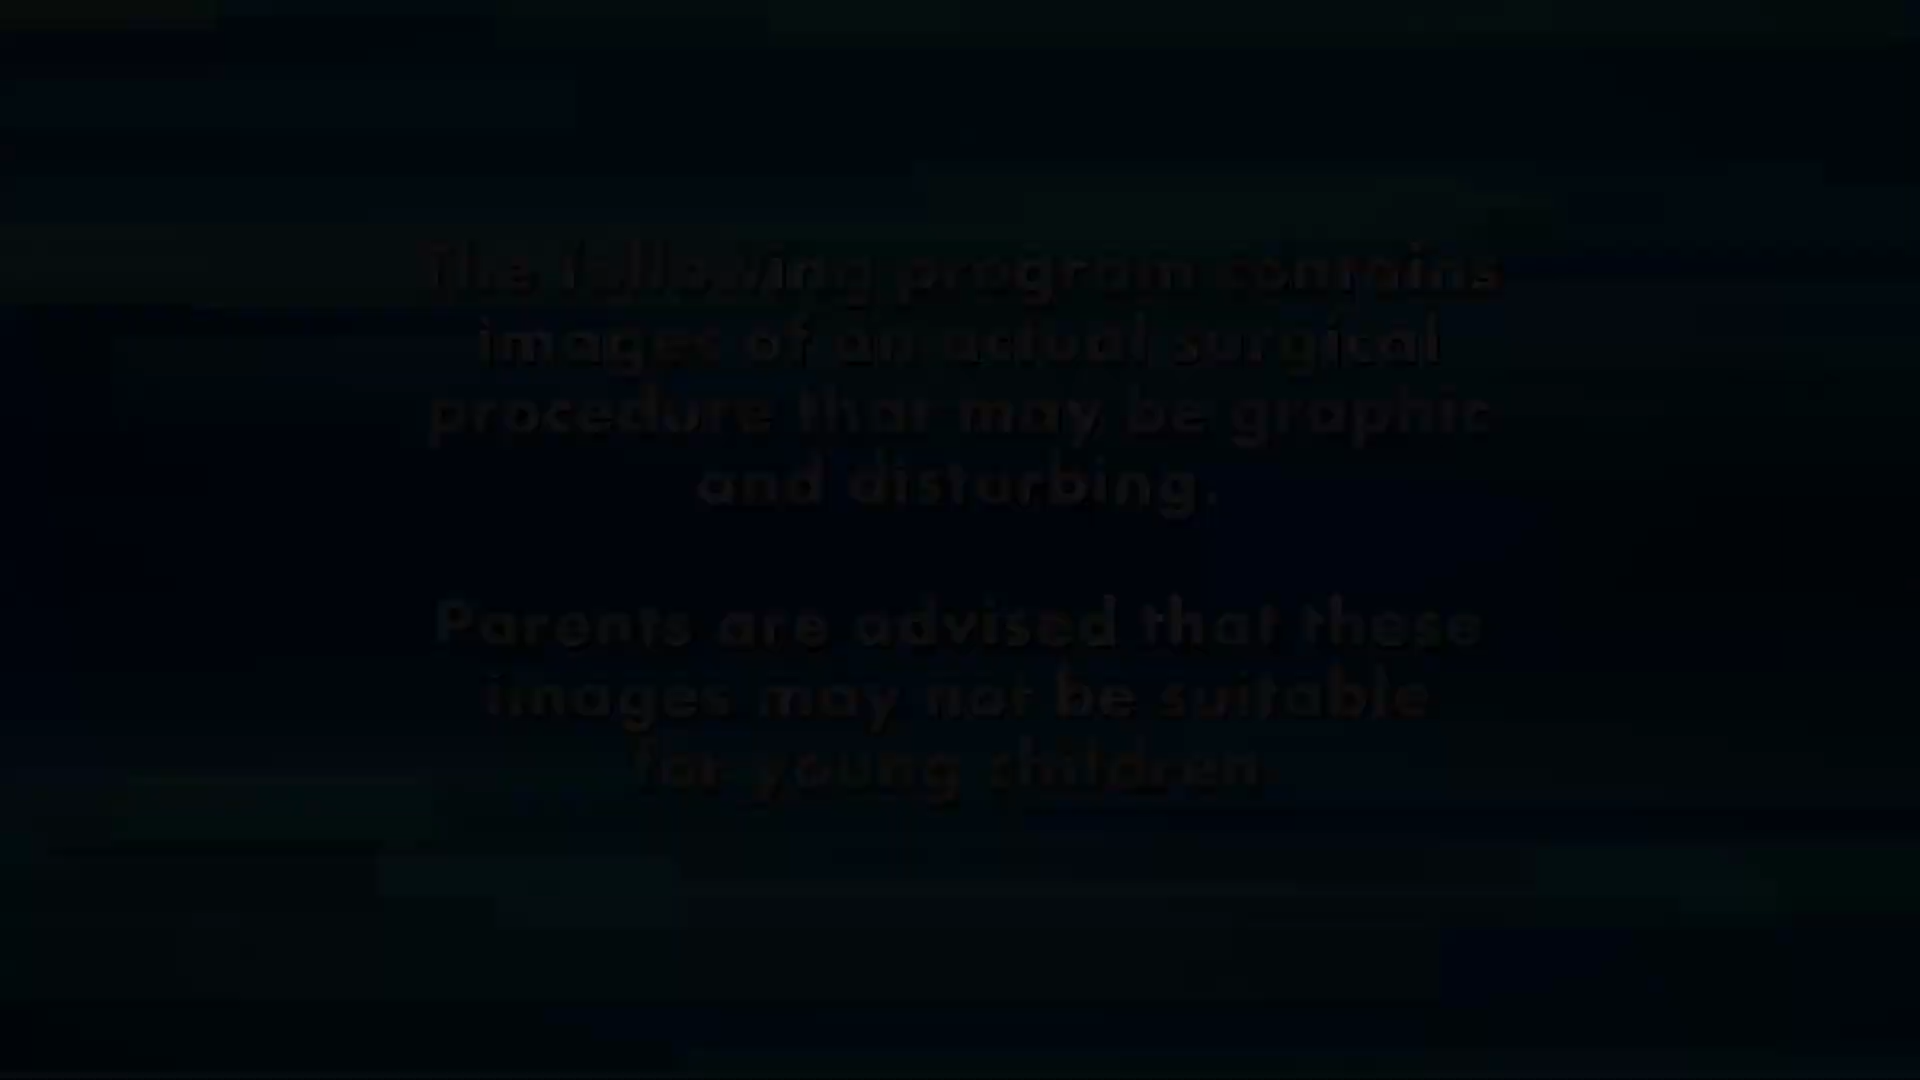 The following program contains
images of an actual surgical
procedure that may be graphic
and disturbing.
Parents are advised that these
images may not be suitable
for young children.